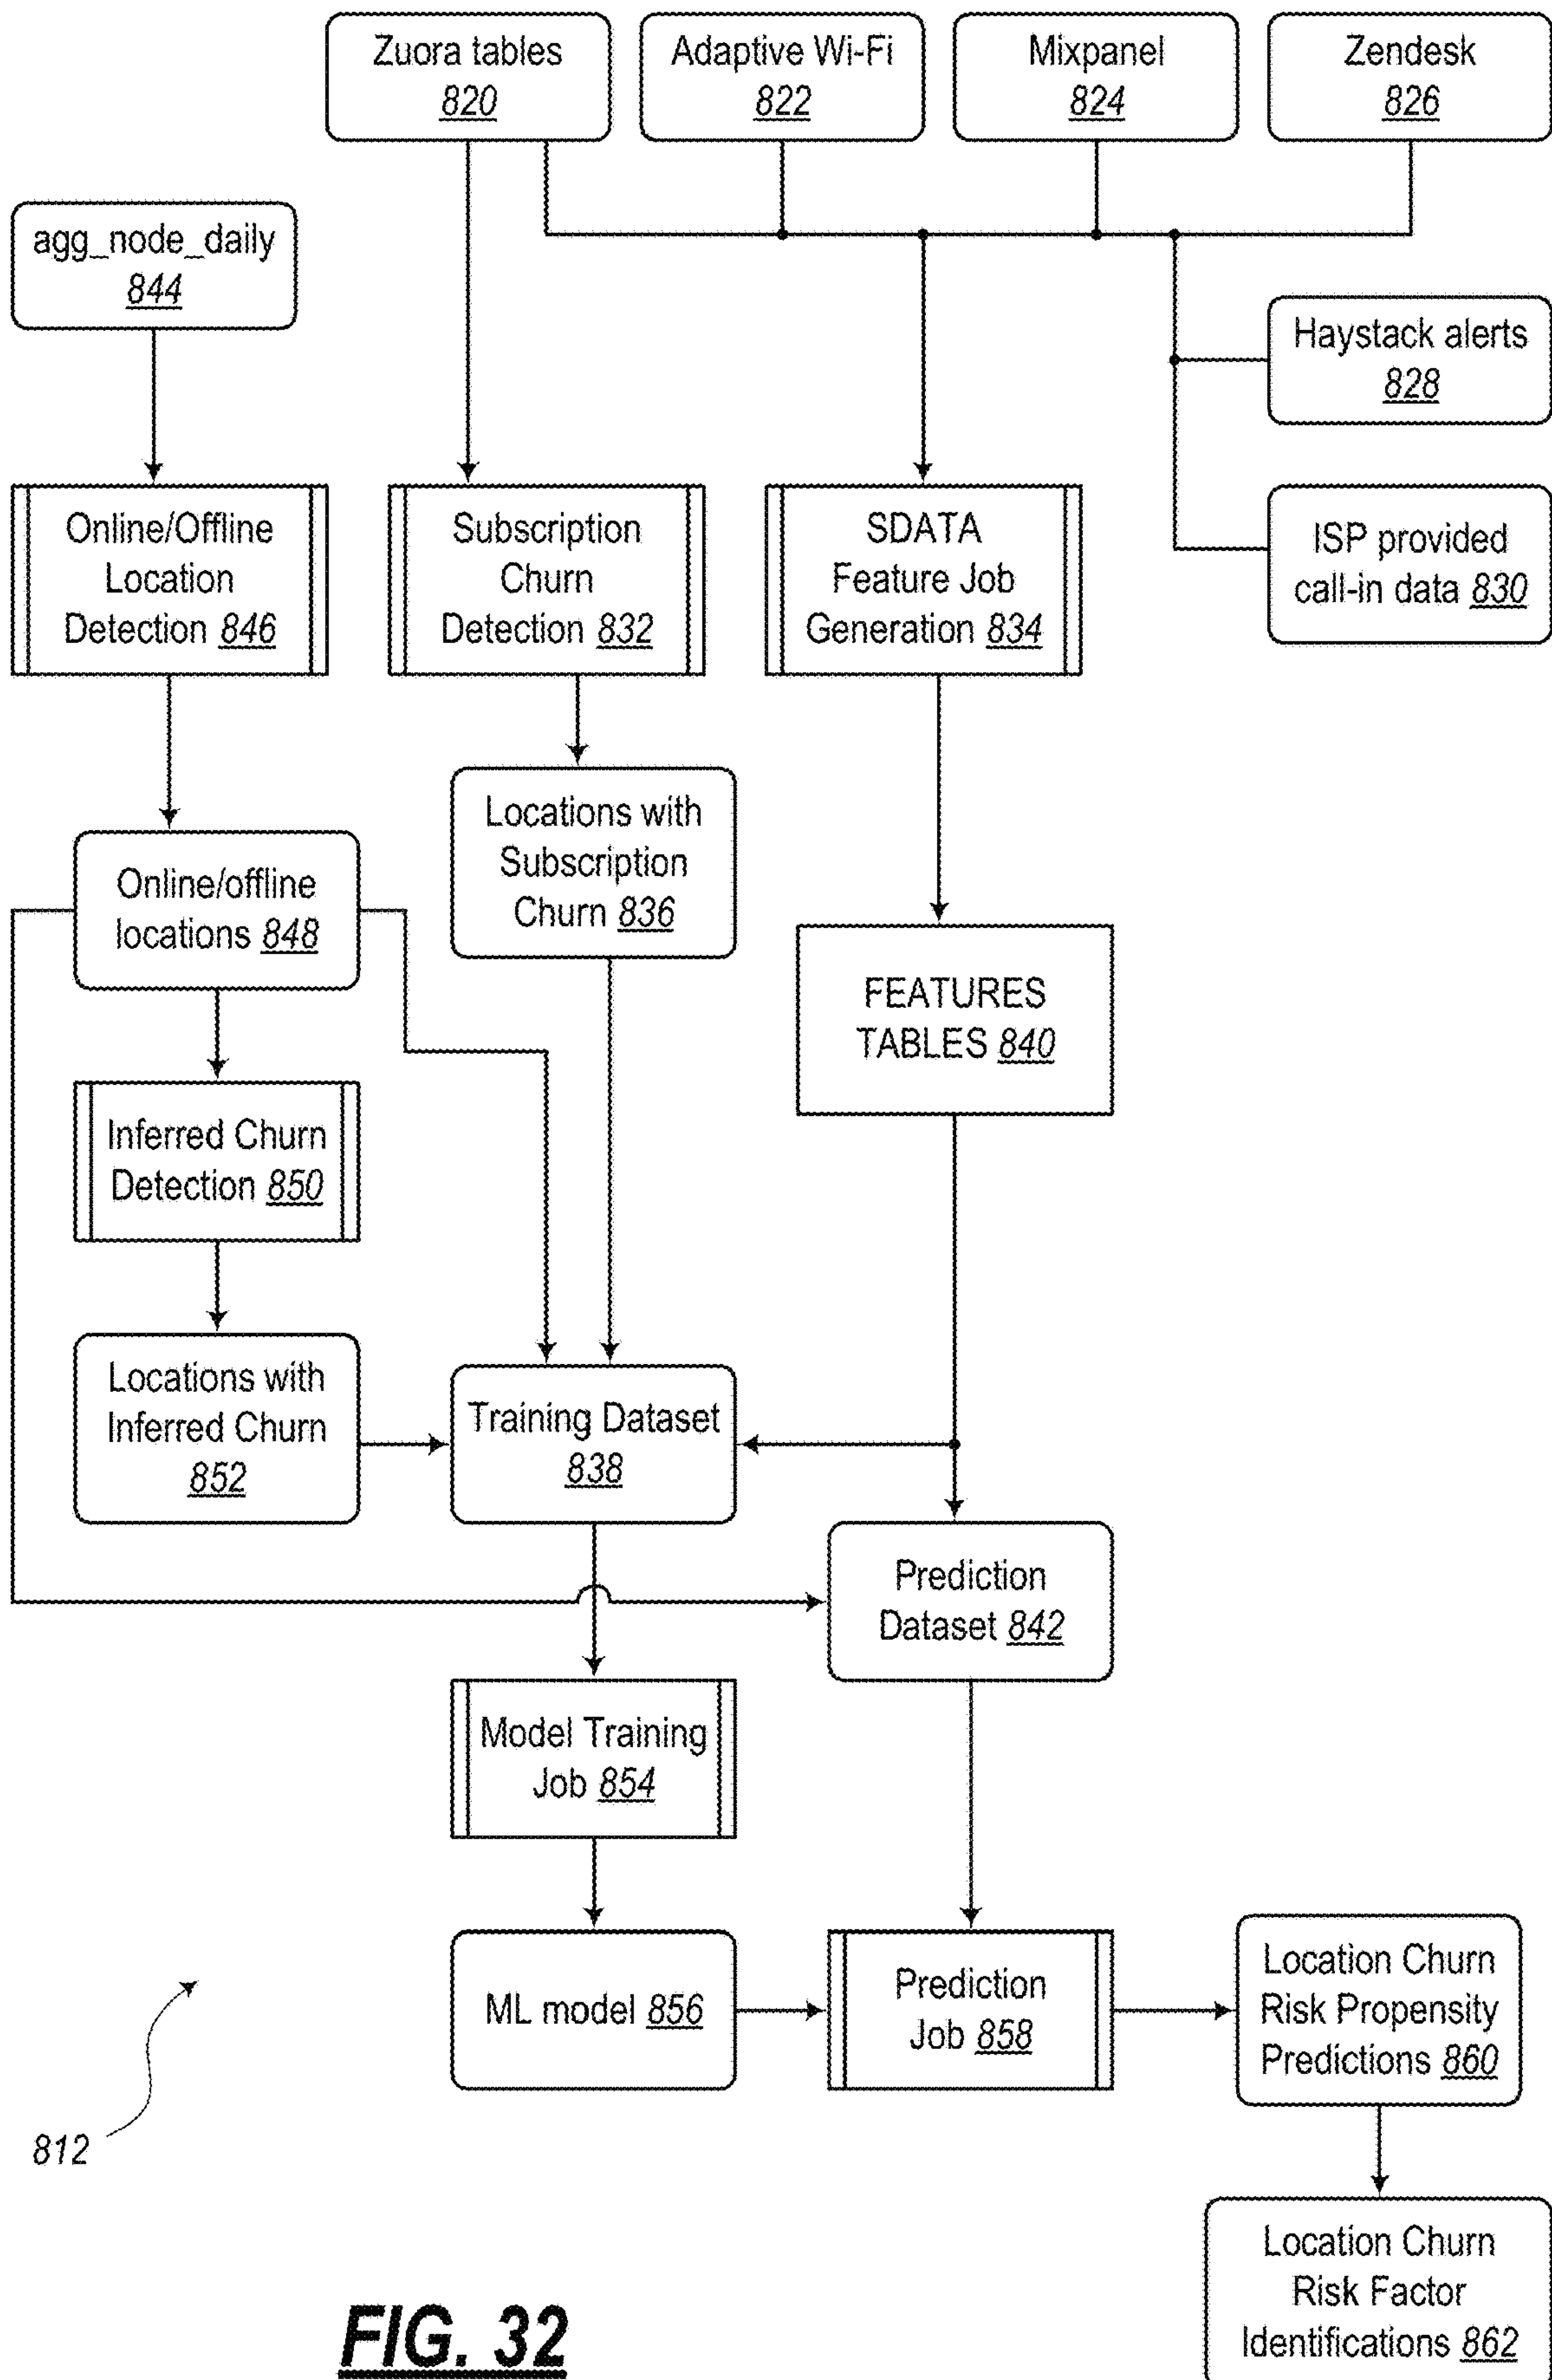 Zuora tables
820
Adaptive Wi-Fi
822
Mixpanel
824
Zendesk
826
agg_node_daily
844
Haystack alerts
828
ISP provided
call-in data 830
Online/Offline
Location
Detection 846
Subscription
Churn
Detection 832
SDATA
Feature Job
Generation 834
Locations with
Subscription
Churn 836
Online/offline
locations 848
FEATURES
TABLES 840
Inferred Churn
Detection 850
Locations with
Inferred Churn
852
Training Dataset
838
Prediction
Dataset 842
Model Training
Job 854
ML model 856
Prediction
Job 858
Location Churn
Risk Propensity
Predictions 860
812
Location Churn
Risk Factor
Identifications 862
FIG. 32